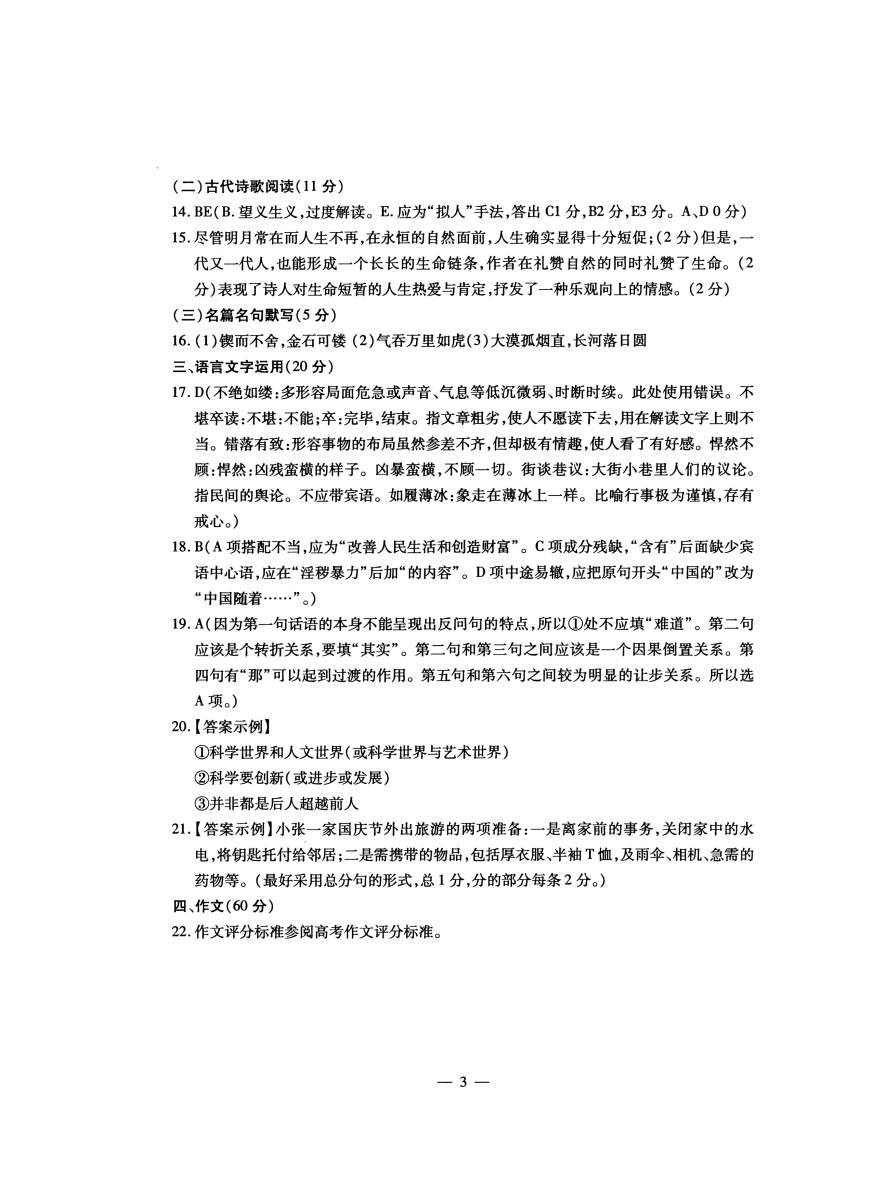 (二)古代诗歌阅读(11 分)
14. BE(B. 望义生义,过度解读。E. 应为“拟人”手法,答出 C1 分,B2 分,E3 分。A、D 0 分)
15. 尽管明月常在而人生不再,在永恒的自然面前,人生确实显得十分短促;(2 分)但是,一
代又一代人,也能形成一个长长的生命链条,作者在礼赞自然的同时礼赞了生命。(2
分)表现了诗人对生命短暂的人生热爱与肯定,抒发了一种乐观向上的情感。(2 分)
(三)名篇名句默写(5 分)
16. (1)锲而不舍,金石可镂 (2)气吞万里如虎(3)大漠孤烟直,长河落日圆
三、语言文字运用(20 分)
17. D(不绝如缕:多形容局面危急或声音、气息等低沉微弱、时断时续。此处使用错误。不
堪卒读:不堪:不能;卒:完毕,结束。指文章粗劣,使人不愿读下去,用在解读文字上则不
当。错落有致:形容事物的布局虽然参差不齐,但却极有情趣,使人看了有好感。悍然不
顾:悍然:凶残蛮横的样子。凶暴蛮横,不顾一切。街谈巷议:大街小巷里人们的议论。
指民间的舆论。不应带宾语。如履薄冰:象走在薄冰上一样。比喻行事极为谨慎,存有
戒心。)
18. B(A 项搭配不当,应为“改善人民生活和创造财富”。C 项成分残缺,“含有”后面缺少宾
语中心语,应在“淫秽暴力”后加“的内容”。D 项中途易辙,应把原句开头“中国的”改为
“中国随着……”。)
19. A(因为第一句话语的本身不能呈现出反问句的特点,所以①处不应填“难道”。第二句
应该是个转折关系,要填“其实”。第二句和第三句之间应该是一个因果倒置关系。第
四句有“那”可以起到过渡的作用。第五句和第六句之间较为明显的让步关系。所以选
A 项。)
20.【答案示例】
①科学世界和人文世界(或科学世界与艺术世界)
②科学要创新(或进步或发展)
③并非都是后人超越前人
21.【答案示例】小张一家国庆节外出旅游的两项准备:一是离家前的事务,关闭家中的水
电,将钥匙托付给邻居;二是需携带的物品,包括厚衣服、半袖 T 恤,及雨伞、相机、急需的
药物等。(最好采用总分句的形式,总 1 分,分的部分每条 2 分。)
四、作文(60 分)
22. 作文评分标准参阅高考作文评分标准。
— 3 —